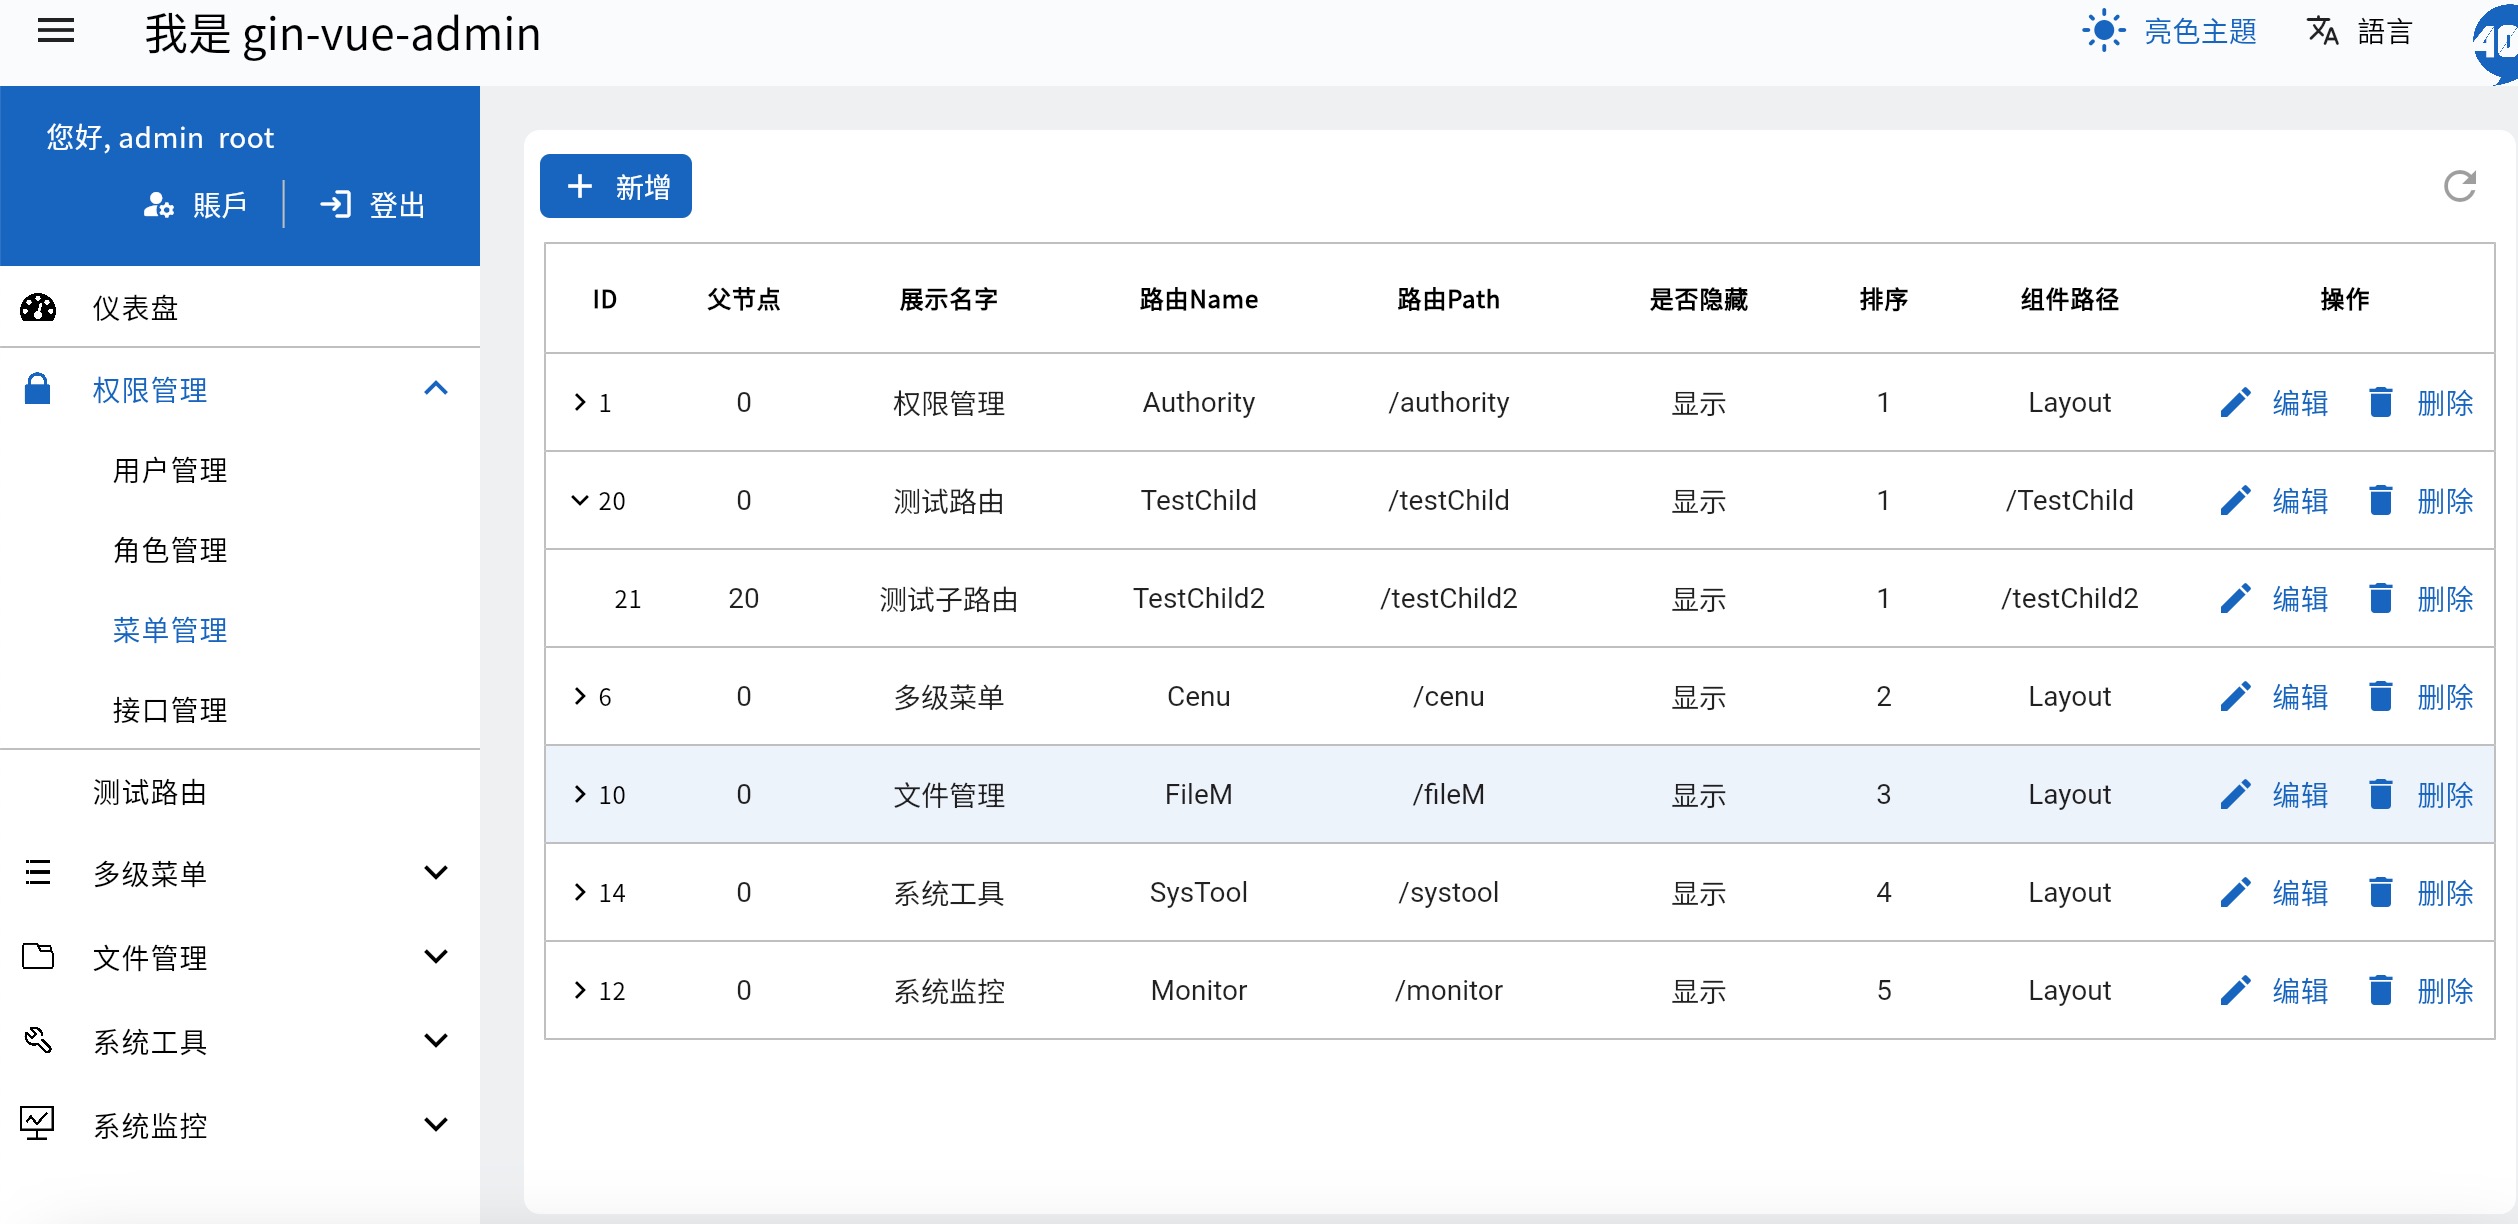 我是 gin-vue-admin
亮色主題
語言
您好, admin root
賬戶
登出
仪表盘
权限管理
用户管理
角色管理
菜单管理
接口管理
测试路由
多级菜单
文件管理
系统工具
系统监控
新增
ID 父节点 展示名字 路由Name 路由Path 是否隐藏 排序 组件路径 操作
1 0 权限管理 Authority /authority 显示 1 Layout 编辑 删除
20 0 测试路由 TestChild /testChild 显示 1 /TestChild 编辑 删除
21 20 测试子路由 TestChild2 /testChild2 显示 1 /testChild2 编辑 删除
6 0 多级菜单 Cenu /cenu 显示 2 Layout 编辑 删除
10 0 文件管理 FileM /fileM 显示 3 Layout 编辑 删除
14 0 系统工具 SysTool /systool 显示 4 Layout 编辑 删除
12 0 系统监控 Monitor /monitor 显示 5 Layout 编辑 删除